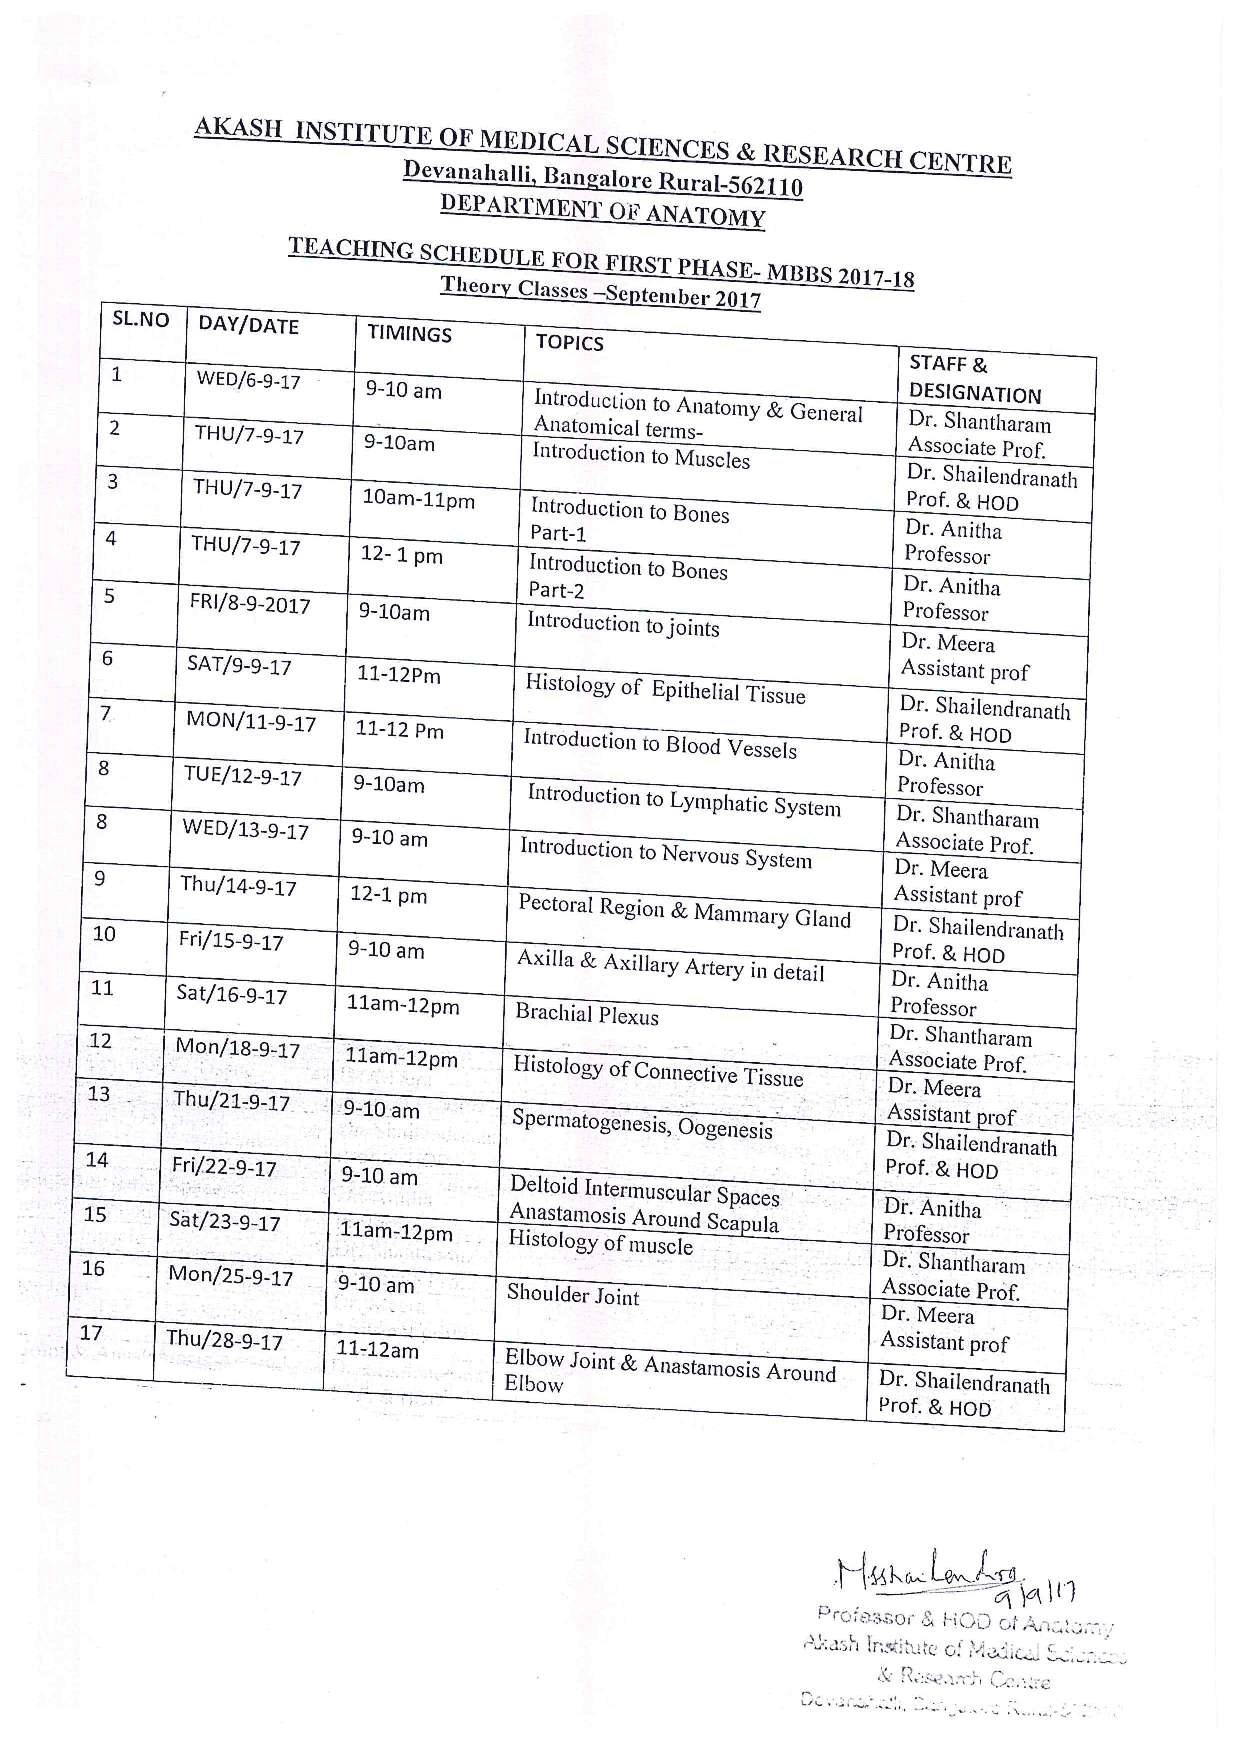 AKASH INSTITUTE OF MEDICAL SCIENCES & RESEARCH CENTRE
Devanahalli, Bangalore Rural-562110
DEPARTMENT OF ANATOMY
TEACHING SCHEDULE FOR FIRST PHASE- MBBS 2017-18
Theory Classes –September 2017
SL.NO DAY/DATE TIMINGS TOPICS STAFF &
DESIGNATION
1 WED/6-9-17 9-10 am Introduction to Anatomy & General Dr. Shantharam
Anatomical terms- Associate Prof.
2 THU/7-9-17 9-10am Introduction to Muscles Dr. Shailendranath
Prof. & HOD
3 THU/7-9-17 10am-11pm Introduction to Bones Dr. Anitha
Part-1 Professor
4 THU/7-9-17 12- 1 pm Introduction to Bones Dr. Anitha
Part-2 Professor
5 FRI/8-9-2017 9-10am Introduction to joints Dr. Meera
Assistant prof
6 SAT/9-9-17 11-12Pm Histology of Epithelial Tissue Dr. Shailendranath
Prof. & HOD
7 MON/11-9-17 11-12 Pm Introduction to Blood Vessels Dr. Anitha
Professor
8 TUE/12-9-17 9-10am Introduction to Lymphatic System Dr. Shantharam
Associate Prof.
8 WED/13-9-17 9-10 am Introduction to Nervous System Dr. Meera
Assistant prof
9 Thu/14-9-17 12-1 pm Pectoral Region & Mammary Gland Dr. Shailendranath
Prof. & HOD
10 Fri/15-9-17 9-10 am Axilla & Axillary Artery in detail Dr. Anitha
Professor
11 Sat/16-9-17 11am-12pm Brachial Plexus Dr. Shantharam
Associate Prof.
12 Mon/18-9-17 11am-12pm Histology of Connective Tissue Dr. Meera
Assistant prof
13 Thu/21-9-17 9-10 am Spermatogenesis, Oogenesis Dr. Shailendranath
Prof. & HOD
14 Fri/22-9-17 9-10 am Deltoid Intermuscular Spaces Dr. Anitha
Anastamosis Around Scapula Professor
15 Sat/23-9-17 11am-12pm Histology of muscle Dr. Shantharam
Associate Prof.
16 Mon/25-9-17 9-10 am Shoulder Joint Dr. Meera
Assistant prof
17 Thu/28-9-17 11-12am Elbow Joint & Anastamosis Around Dr. Shailendranath
Elbow Prof. & HOD
9/9/17
Professor & HOD of Anatomy
Akash Institute of Medical Sciences
& Research Centre